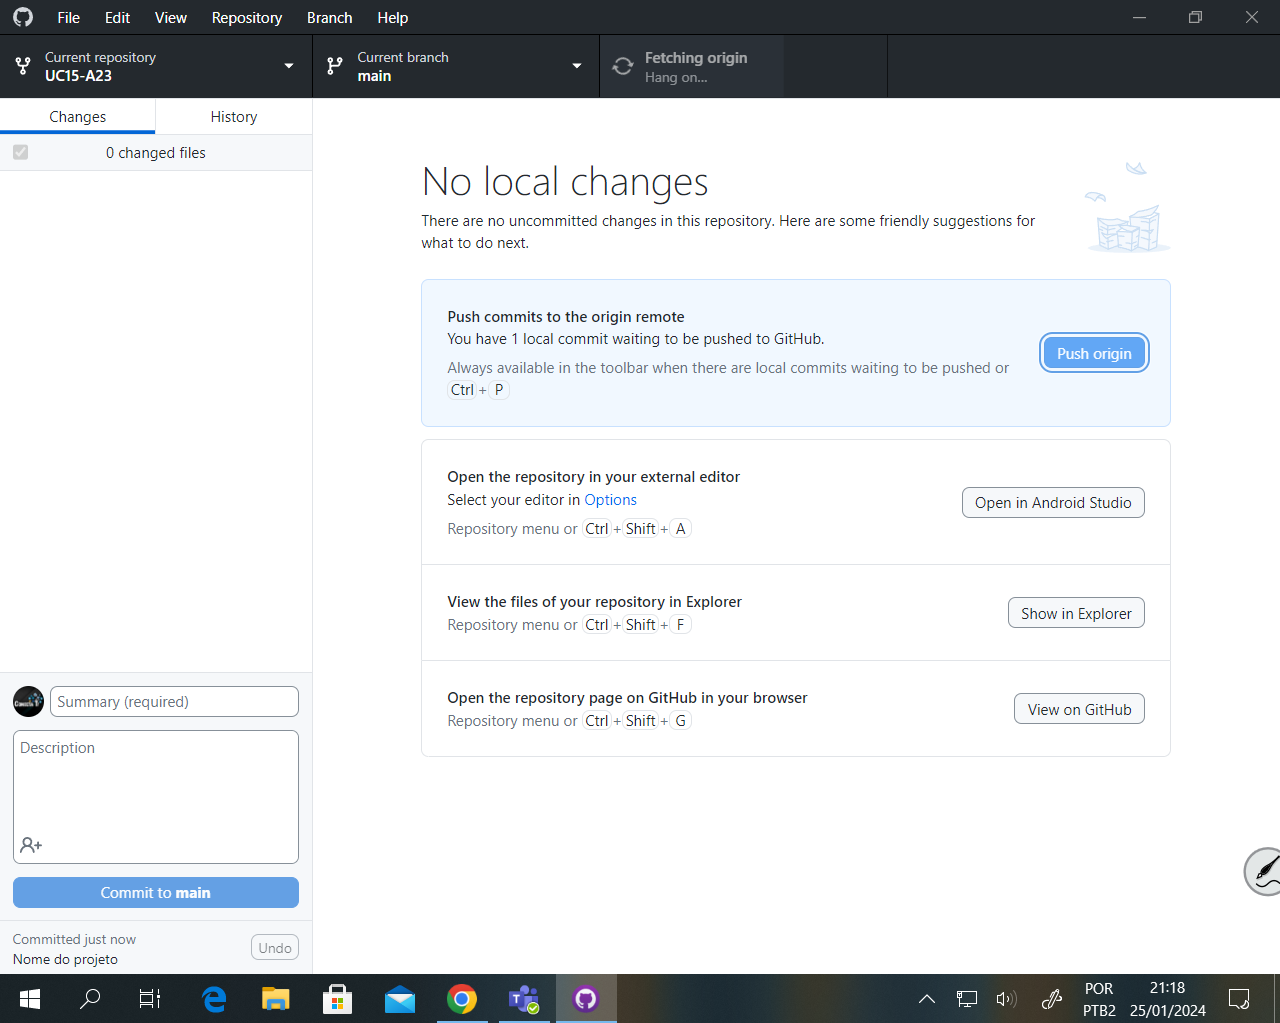 File Edit View Repository Branch Help
Current repository
UC15-A23
Current branch
main
Fetching origin
Hang on...
Changes History
0 changed files
No local changes
There are no uncommitted changes in this repository. Here are some friendly suggestions for
what to do next.
Push commits to the origin remote
You have 1 local commit waiting to be pushed to GitHub.
Always available in the toolbar when there are local commits waiting to be pushed or
Ctrl + P
Push origin
Open the repository in your external editor
Select your editor in Options
Repository menu or Ctrl + Shift + A
Open in Android Studio
View the files of your repository in Explorer
Repository menu or Ctrl + Shift + F
Show in Explorer
Open the repository page on GitHub in your browser
Repository menu or Ctrl + Shift + G
View on GitHub
Summary (required)
Description
Commit to main
Committed just now
Nome do projeto
Undo
POR
PTB2
21:18
25/01/2024